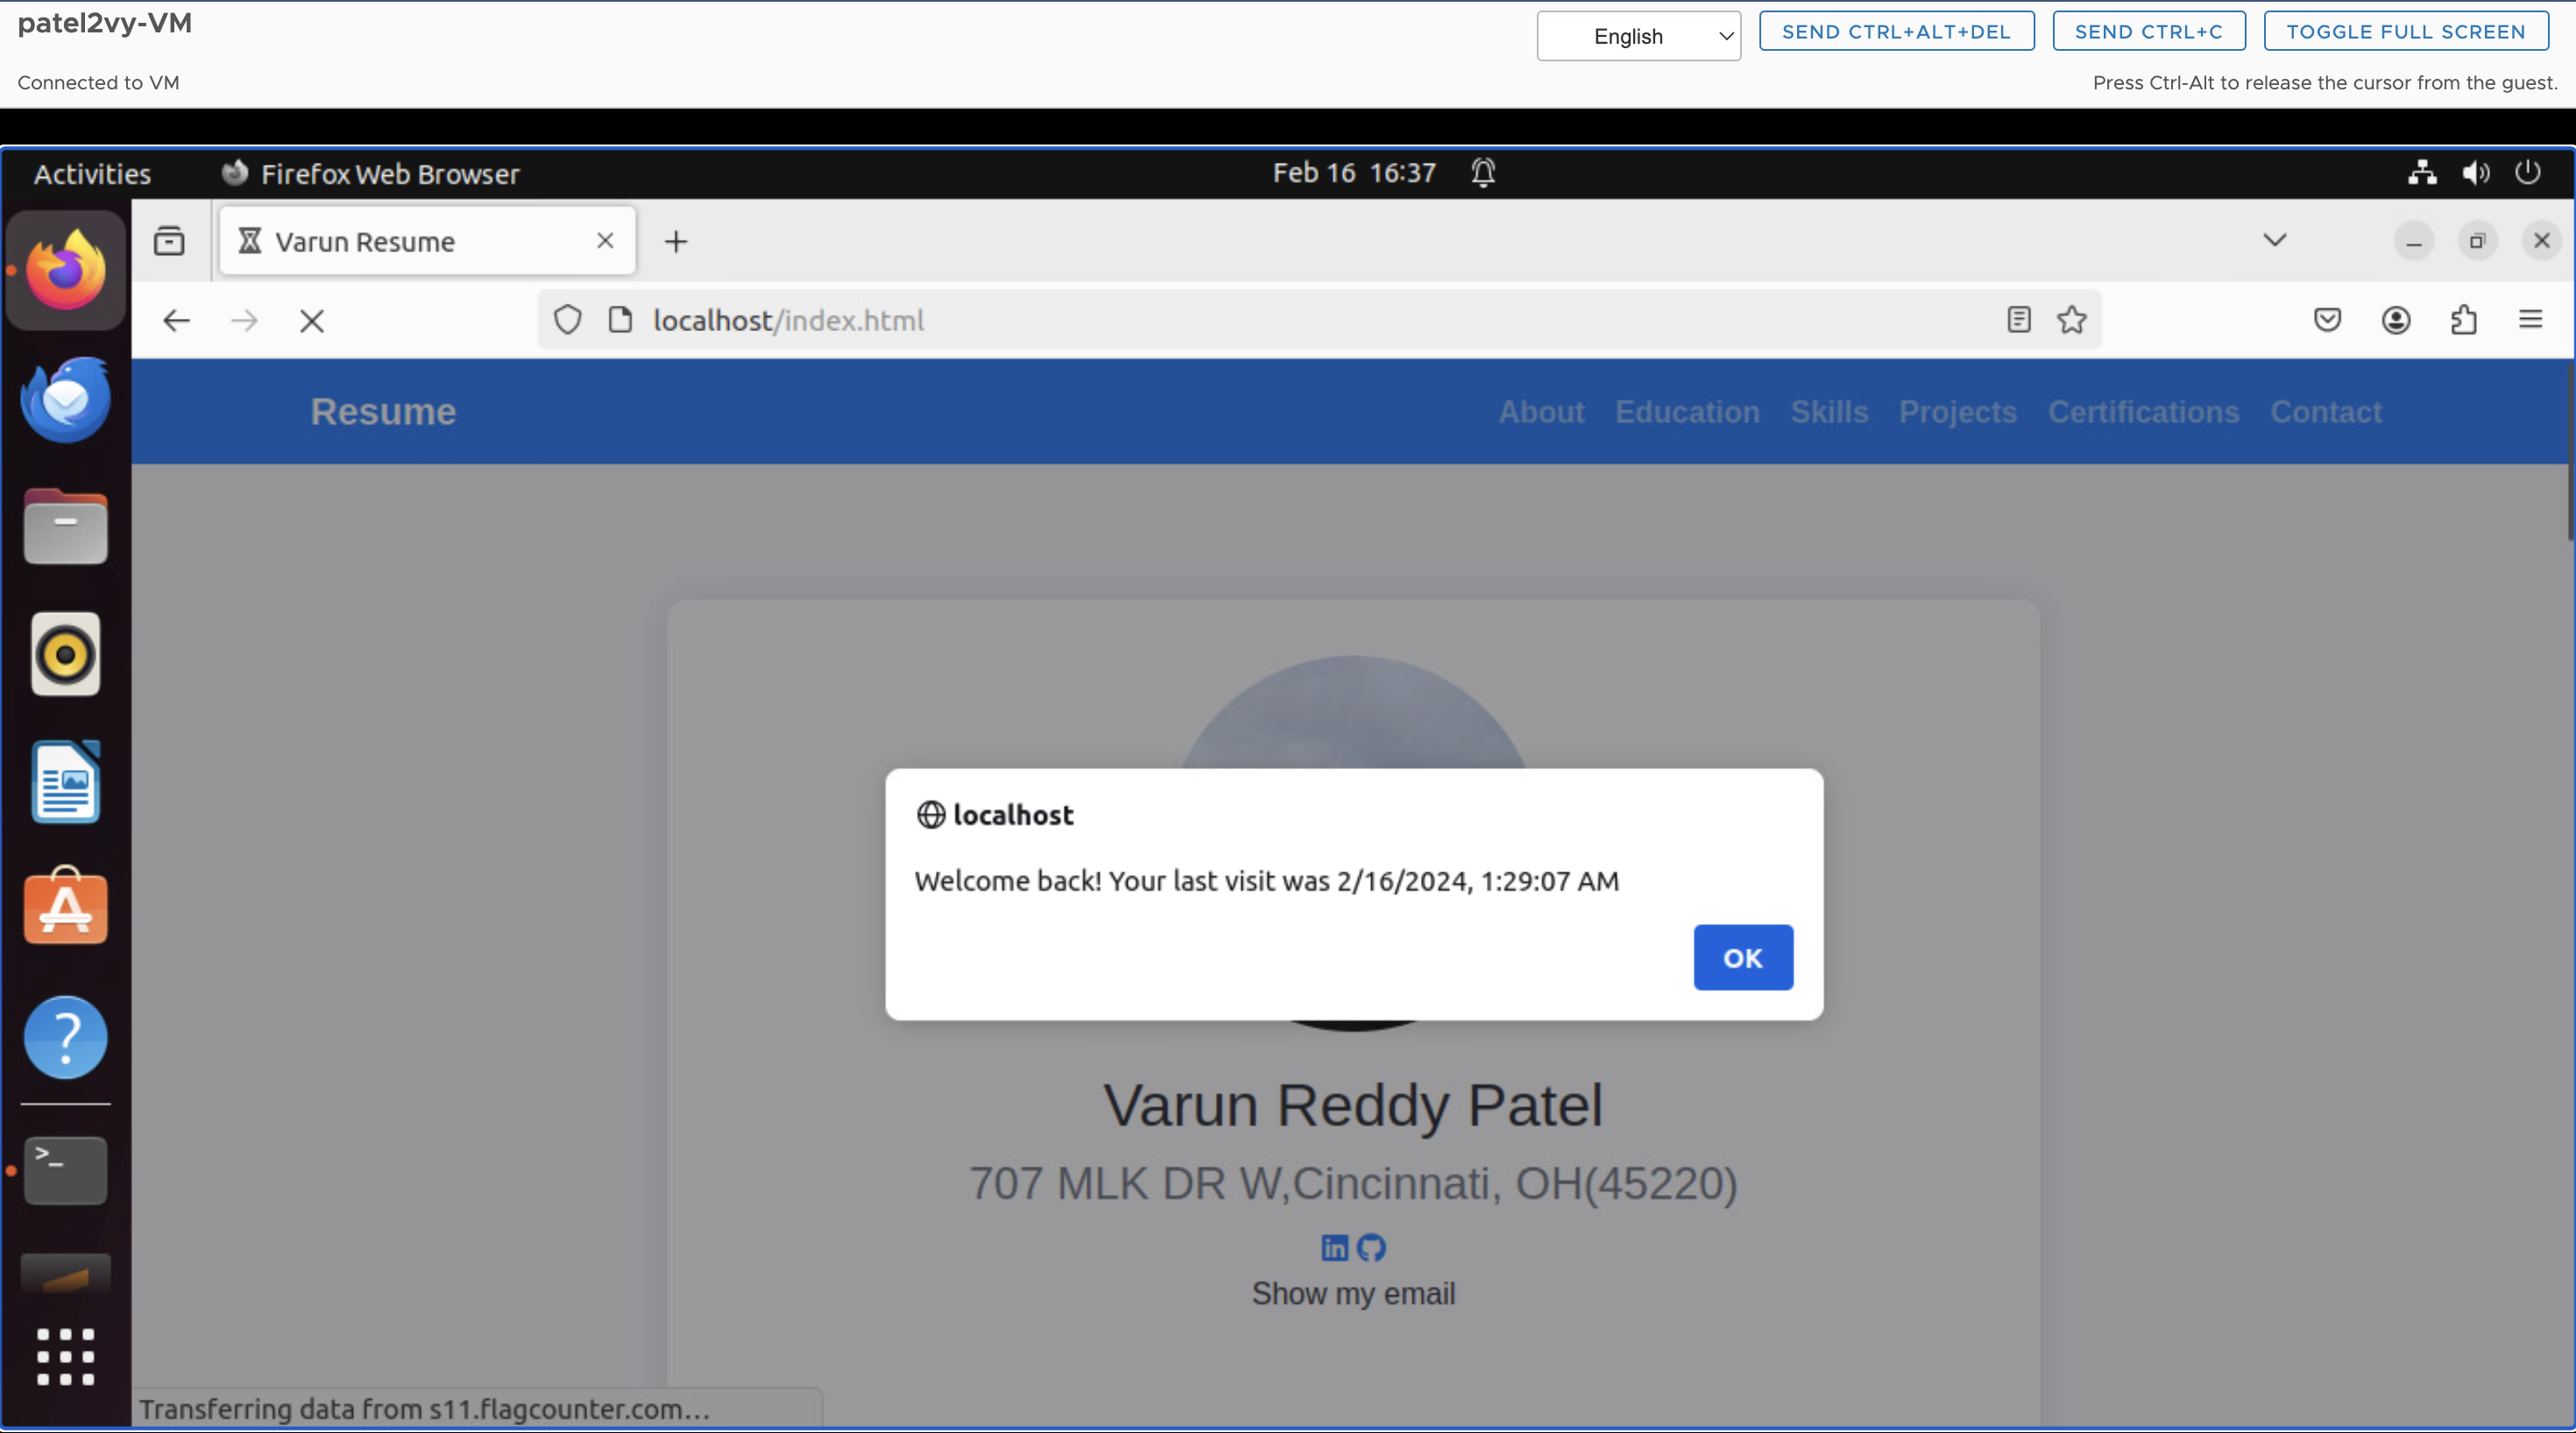 patel2vy-VM
English
SEND CTRL+ALT+DEL
SEND CTRL+C
TOGGLE FULL SCREEN
Connected to VM
Press Ctrl-Alt to release the cursor from the guest.
Activities
Firefox Web Browser
Feb 16 16:37
Varun Resume
localhost/index.html
Resume
About
Education
Skills
Projects
Certifications
Contact
localhost
Welcome back! Your last visit was 2/16/2024, 1:29:07 AM
OK
Varun Reddy Patel
707 MLK DR W,Cincinnati, OH(45220)
Show my email
Transferring data from s11.flagcounter.com…